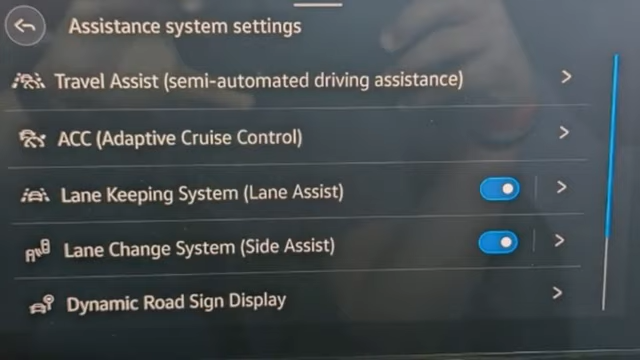 Assistance system settings
Travel Assist (semi-automated driving assistance)
ACC (Adaptive Cruise Control)
Lane Keeping System (Lane Assist)
Lane Change System (Side Assist)
Dynamic Road Sign Display